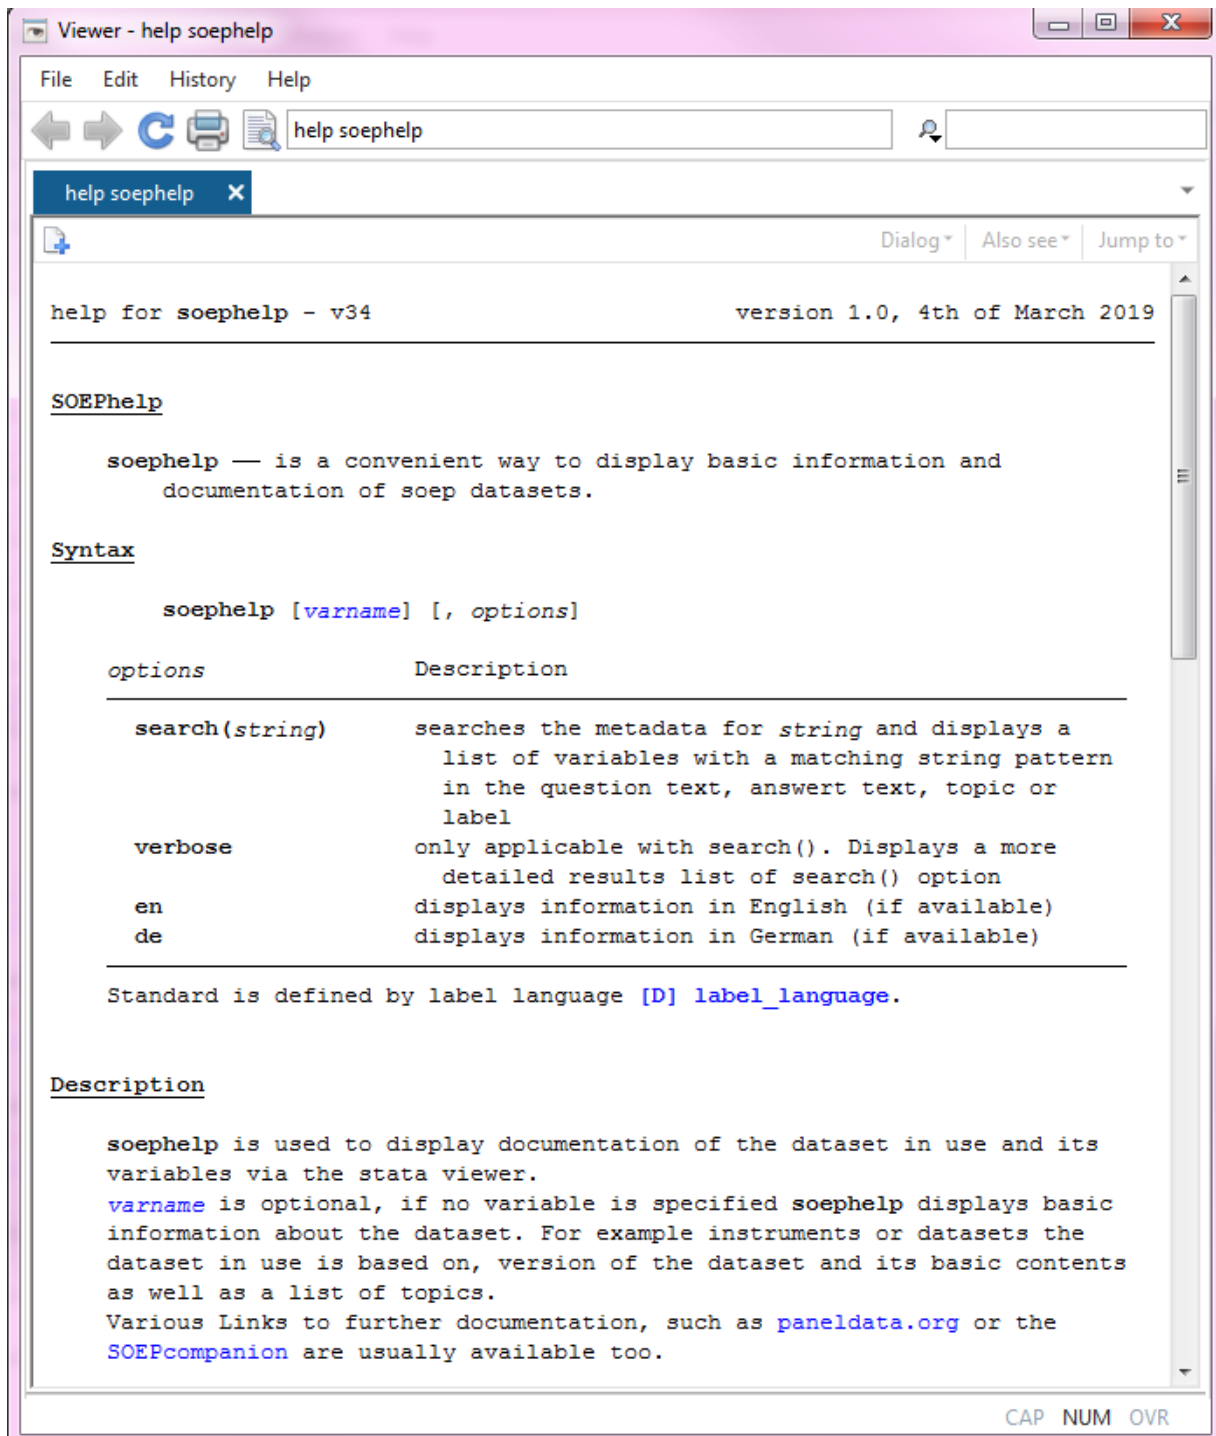 Viewer - help soephelp
File Edit History Help
help soephelp
help soephelp
Dialog Also see Jump to
help for soephelp - v34 version 1.0, 4th of March 2019
SOEPhelp
soephelp — is a convenient way to display basic information and
documentation of soep datasets.
Syntax
soephelp [varname] [, options]
options Description
search(string) searches the metadata for string and displays a
list of variables with a matching string pattern
in the question text, answert text, topic or
label
verbose only applicable with search(). Displays a more
detailed results list of search() option
en displays information in English (if available)
de displays information in German (if available)
Standard is defined by label language [D] label_language.
Description
soephelp is used to display documentation of the dataset in use and its
variables via the stata viewer.
varname is optional, if no variable is specified soephelp displays basic
information about the dataset. For example instruments or datasets the
dataset in use is based on, version of the dataset and its basic contents
as well as a list of topics.
Various Links to further documentation, such as paneldata.org or the
SOEPcompanion are usually available too.
CAP NUM OVR